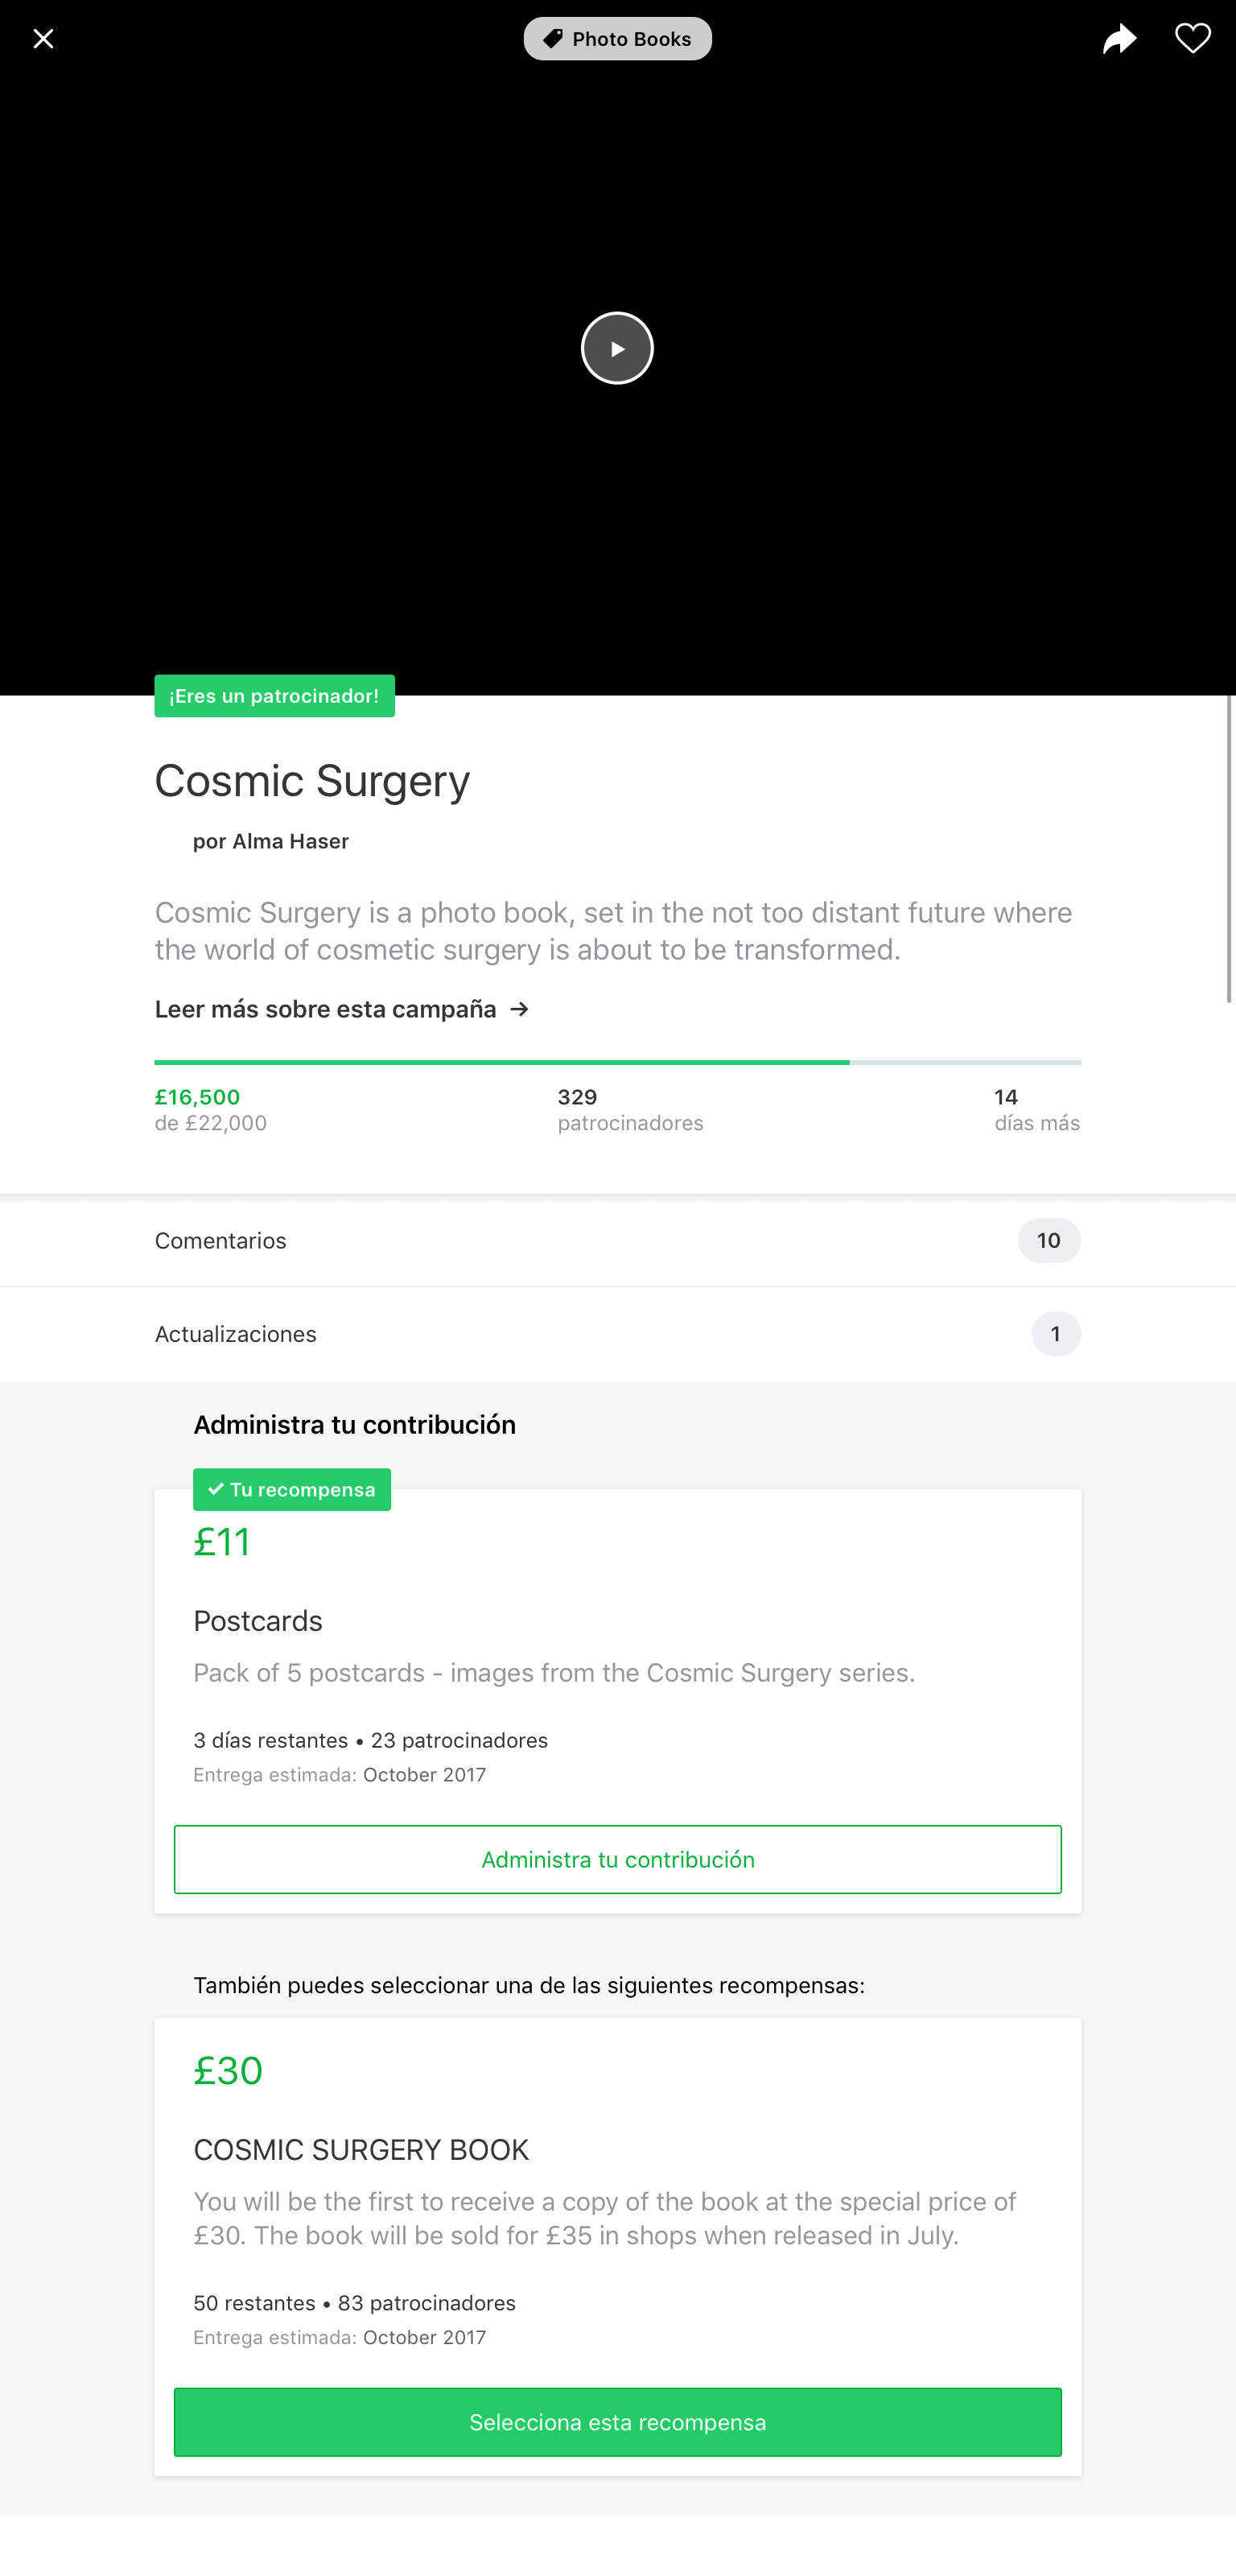 Photo Books
¡Eres un patrocinador!
Cosmic Surgery
por Alma Haser
Cosmic Surgery is a photo book, set in the not too distant future where
the world of cosmetic surgery is about to be transformed.
Leer más sobre esta campaña →
£16,500
de £22,000
329
patrocinadores
14
días más
Comentarios
10
Actualizaciones
1
Administra tu contribución
✓ Tu recompensa
£11
Postcards
Pack of 5 postcards - images from the Cosmic Surgery series.
3 días restantes • 23 patrocinadores
Entrega estimada: October 2017
Administra tu contribución
También puedes seleccionar una de las siguientes recompensas:
£30
COSMIC SURGERY BOOK
You will be the first to receive a copy of the book at the special price of
£30. The book will be sold for £35 in shops when released in July.
50 restantes • 83 patrocinadores
Entrega estimada: October 2017
Selecciona esta recompensa